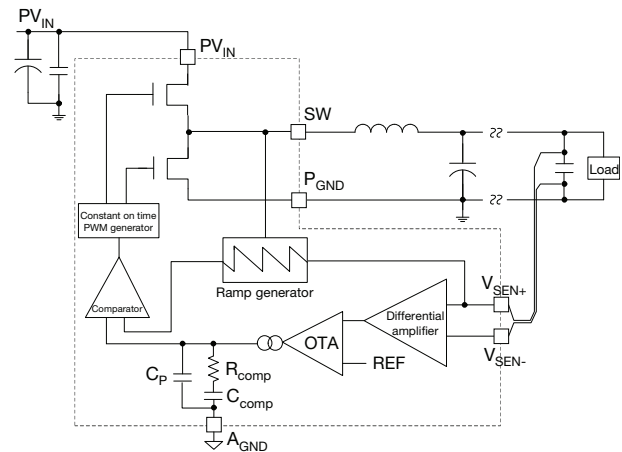 PV_IN
PV_IN
SW
P_GND
Load
Constant on time
PWM generator
Ramp generator
Comparator
V_SEN+
Differential
amplifier
OTA
REF
V_SEN-
C_P
R_comp
C_comp
A_GND